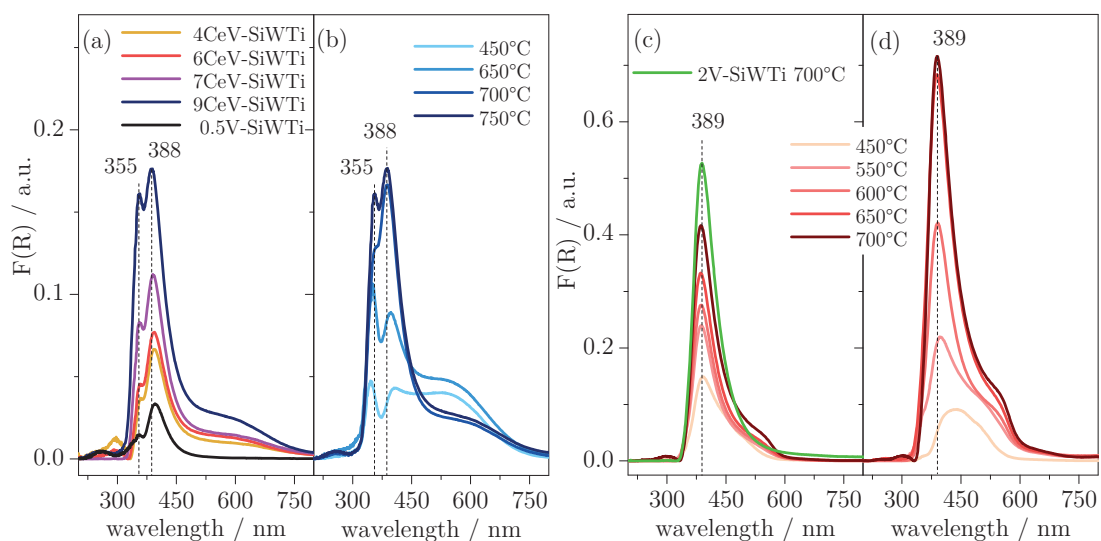 (a)
4CeV-SiWTi
6CeV-SiWTi
7CeV-SiWTi
9CeV-SiWTi
0.5V-SiWTi
355
388
(b)
450°C
650°C
700°C
750°C
388
355
F(R) / a.u.
0.2
0.1
0.0
300 450 600 750
wavelength / nm
300 450 600 750
wavelength / nm
(c)
2V-SiWTi 700°C
389
(d)
389
450°C
550°C
600°C
650°C
700°C
F(R) / a.u.
0.6
0.4
0.2
0.0
300 450 600 750
wavelength / nm
300 450 600 750
wavelength / nm